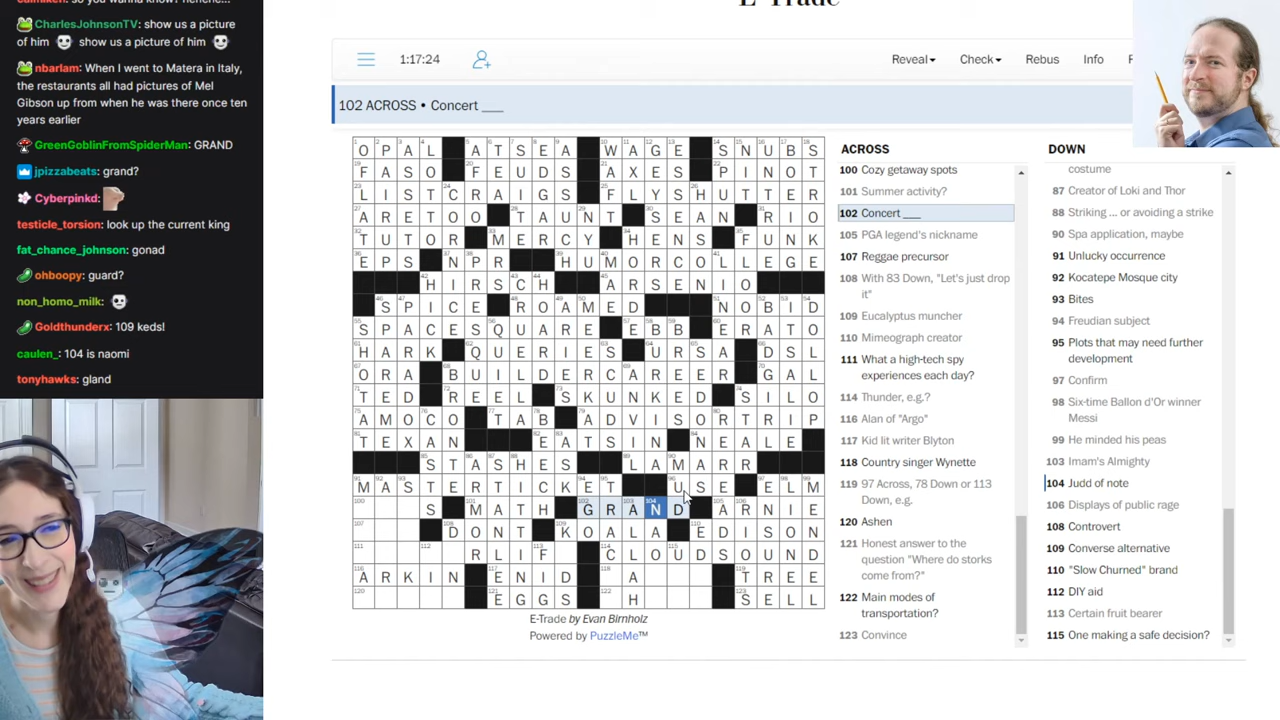 CharlesJohnsonTV: show us a picture
of him show us a picture of him
nbarlam: When I went to Matera in Italy,
the restaurants all had pictures of Mel
Gibson up from when he was there once ten
years earlier
GreenGoblinFromSpiderMan: GRAND
jpizzabeats: grand?
Cyberpinkd:
testicle_torsion: look up the current king
fat_chance_johnson: gonad
ohboopy: guard?
non_homo_milk:
Goldthunderx: 109 keds!
caulen_: 104 is naomi
tonyhawks: gland
E-Trade
1:17:24
Reveal
Check
Rebus
Info
102 ACROSS • Concert ___
O P A L A T S E A W A G E S N U B S
F A S O F E U D S A X E S P I N O T
L I S T C R A I G S F L Y S H U T T E R
A R E T O O T A U N T S E A N R I O
T U T O R M E R C Y H E N S F U N K
E P S N P R H U M O R C O L L E G E
H I R S C H A R S E N I O
S P I C E R O A M E D N O B I D
S P A C E S Q U A R E E B B E R A T O
H A R K Q U E R I E S U R S A D S L
O R A B U I L D E R C A R E E R G A L
T E D R E E L S K U N K E D S I L O
A M O C O T A B A D V I S O R T R I P
T E X A N E A T S I N N E A L E
S T A S H E S L A M A R R
M A S T E R T I C K E T U S E E L M
S M A T H G R A N D A R N I E
D O N T K O A L A E D I S O N
R L I F C L O U D S O U N D
A R K I N E N I D A T R E E
E G G S H S E L L
E-Trade by Evan Birnholz
Powered by PuzzleMe™
ACROSS
100 Cozy getaway spots
101 Summer activity?
102 Concert ___
105 PGA legend's nickname
107 Reggae precursor
108 With 83 Down, "Let's just drop
it"
109 Eucalyptus muncher
110 Mimeograph creator
111 What a high-tech spy
experiences each day?
114 Thunder, e.g.?
116 Alan of "Argo"
117 Kid lit writer Blyton
118 Country singer Wynette
119 97 Across, 78 Down or 113
Down, e.g.
120 Ashen
121 Honest answer to the
question "Where do storks
come from?"
122 Main modes of
transportation?
123 Convince
DOWN
costume
87 Creator of Loki and Thor
88 Striking ... or avoiding a strike
90 Spa application, maybe
91 Unlucky occurrence
92 Kocatepe Mosque city
93 Bites
94 Freudian subject
95 Plots that may need further
development
97 Confirm
98 Six-time Ballon d'Or winner
Messi
99 He minded his peas
103 Imam's Almighty
104 Judd of note
106 Displays of public rage
108 Controvert
109 Converse alternative
110 "Slow Churned" brand
112 DIY aid
113 Certain fruit bearer
115 One making a safe decision?